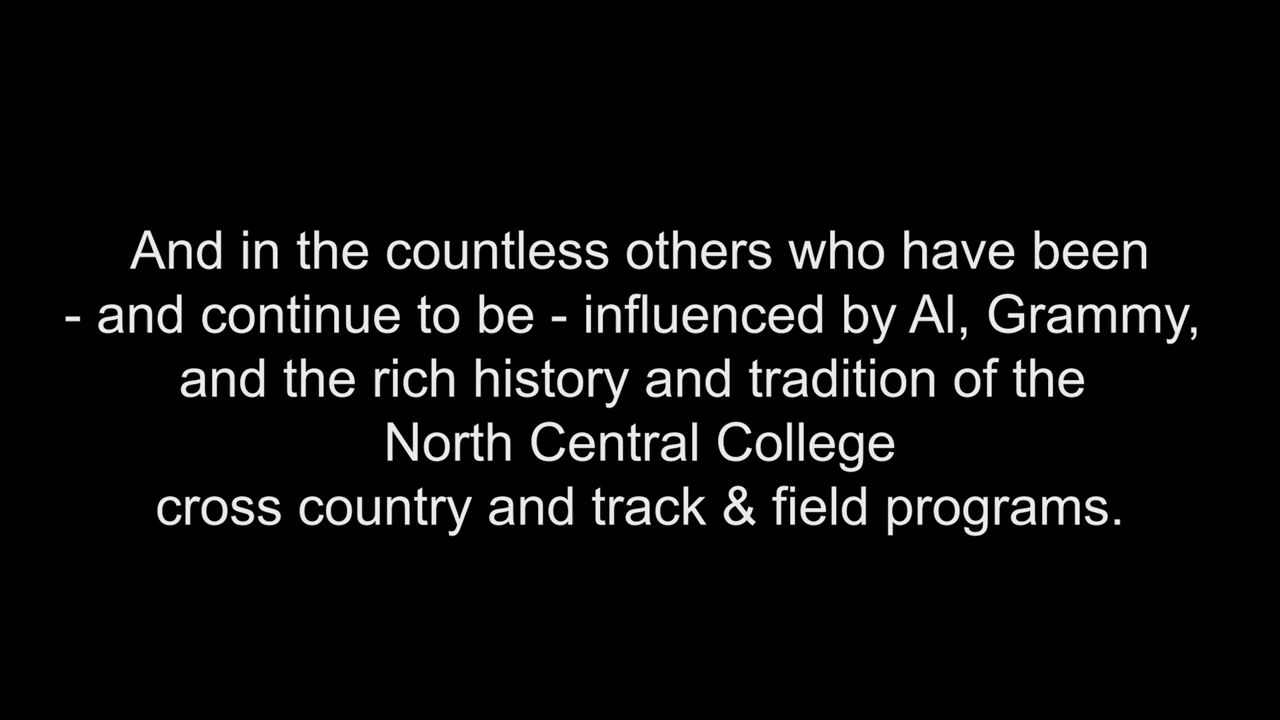 And in the countless others who have been
- and continue to be - influenced by Al, Grammy,
and the rich history and tradition of the
North Central College
cross country and track & field programs.